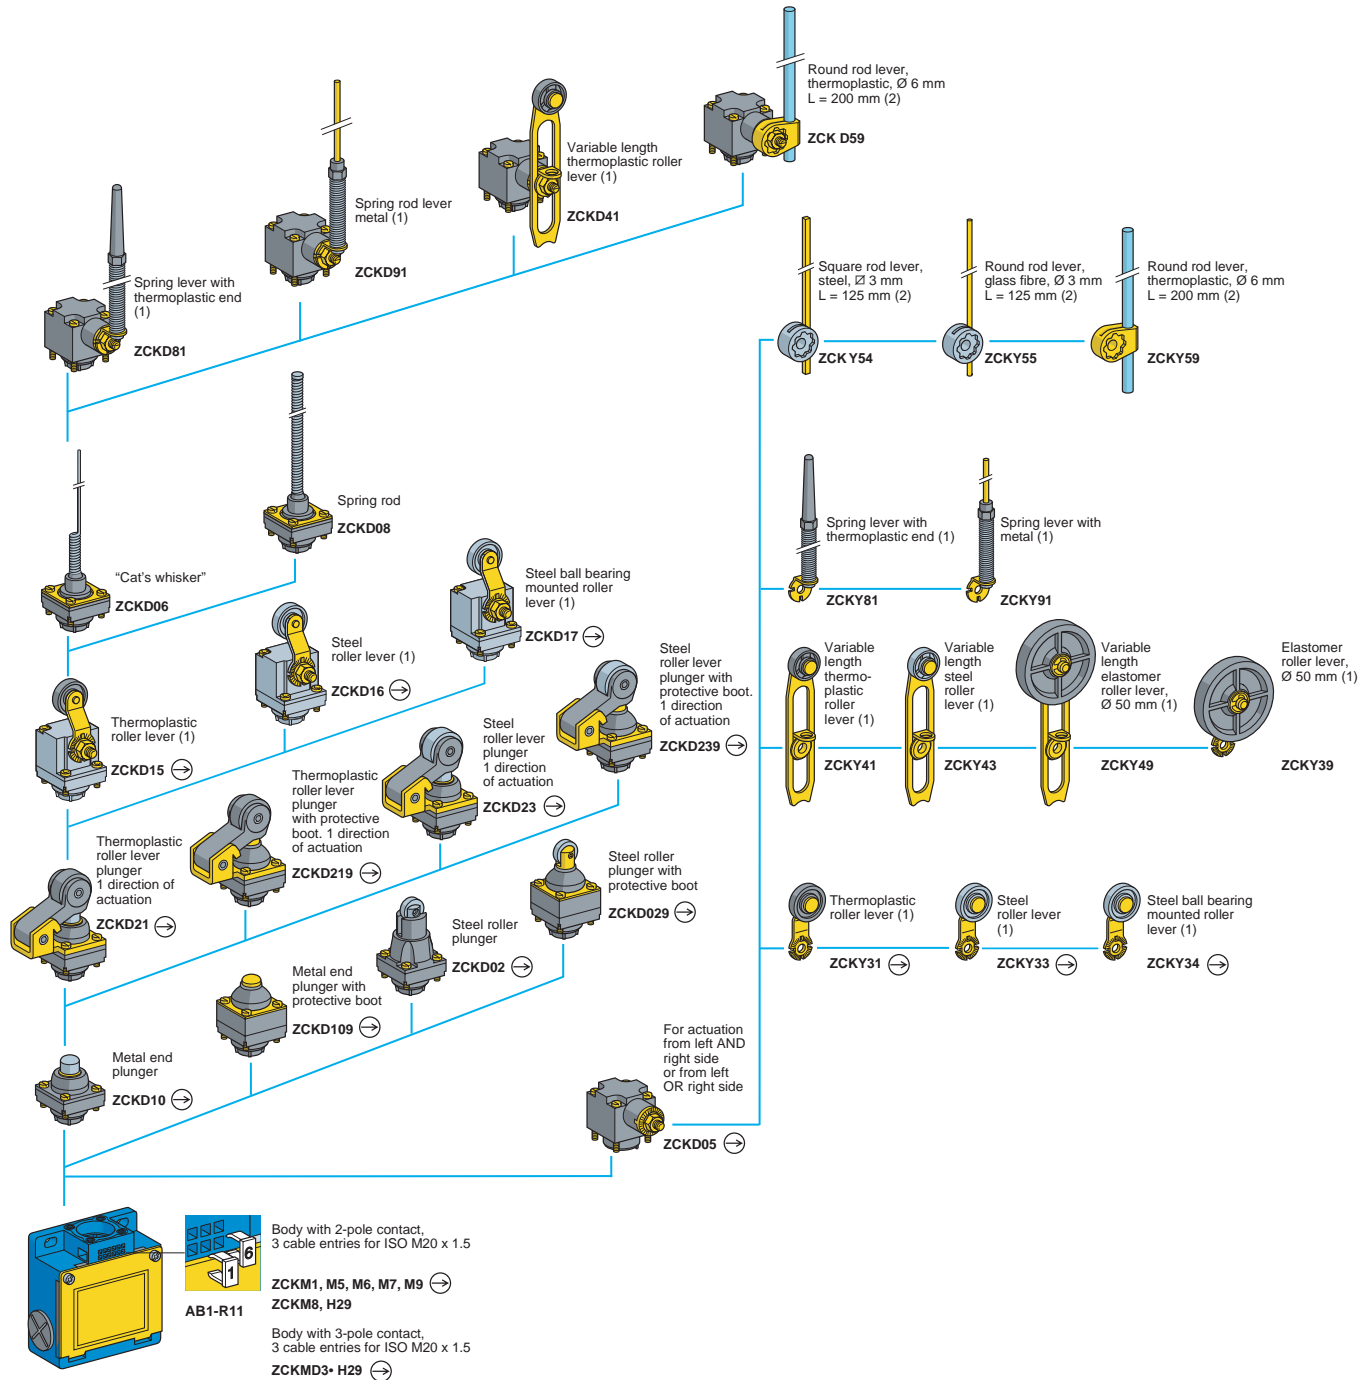 Round rod lever,
thermoplastic, Ø 6 mm
L = 200 mm (2)
ZCK D59
Variable length
thermoplastic roller
lever (1)
ZCKD41
Spring rod lever
metal (1)
ZCKD91
Spring lever with
thermoplastic end
(1)
ZCKD81
Square rod lever,
steel, ☐ 3 mm
L = 125 mm (2)
ZCKY54
Round rod lever,
glass fibre, Ø 3 mm
L = 125 mm (2)
ZCKY55
Round rod lever,
thermoplastic, Ø 6 mm
L = 200 mm (2)
ZCKY59
Spring rod
ZCKD08
“Cat's whisker”
ZCKD06
Spring lever with
thermoplastic end (1)
ZCKY81
Spring lever with
metal (1)
ZCKY91
Steel ball bearing
mounted roller
lever (1)
ZCKD17
Steel
roller lever (1)
ZCKD16
Thermoplastic
roller lever (1)
ZCKD15
Steel
roller lever
plunger with
protective boot.
1 direction
of actuation
ZCKD239
Steel
roller lever
plunger
1 direction
of actuation
ZCKD23
Thermoplastic
roller lever
plunger
with protective
boot. 1 direction
of actuation
ZCKD219
Thermoplastic
roller lever
plunger
1 direction of
actuation
ZCKD21
Variable
length
thermo-
plastic
roller
lever (1)
ZCKY41
Variable
length
steel
roller
lever (1)
ZCKY43
Variable
length
elastomer
roller lever,
Ø 50 mm (1)
ZCKY49
Elastomer
roller lever,
Ø 50 mm (1)
ZCKY39
Steel roller
plunger with
protective boot
ZCKD029
Steel roller
plunger
ZCKD02
Metal end
plunger with
protective boot
ZCKD109
Metal end
plunger
ZCKD10
Thermoplastic
roller lever (1)
ZCKY31
Steel
roller lever
(1)
ZCKY33
Steel ball bearing
mounted roller
lever (1)
ZCKY34
For actuation
from left AND
right side
or from left
OR right side
ZCKD05
6
1
AB1-R11
Body with 2-pole contact,
3 cable entries for ISO M20 x 1.5
ZCKM1, M5, M6, M7, M9
ZCKM8, H29
Body with 3-pole contact,
3 cable entries for ISO M20 x 1.5
ZCKMD3• H29